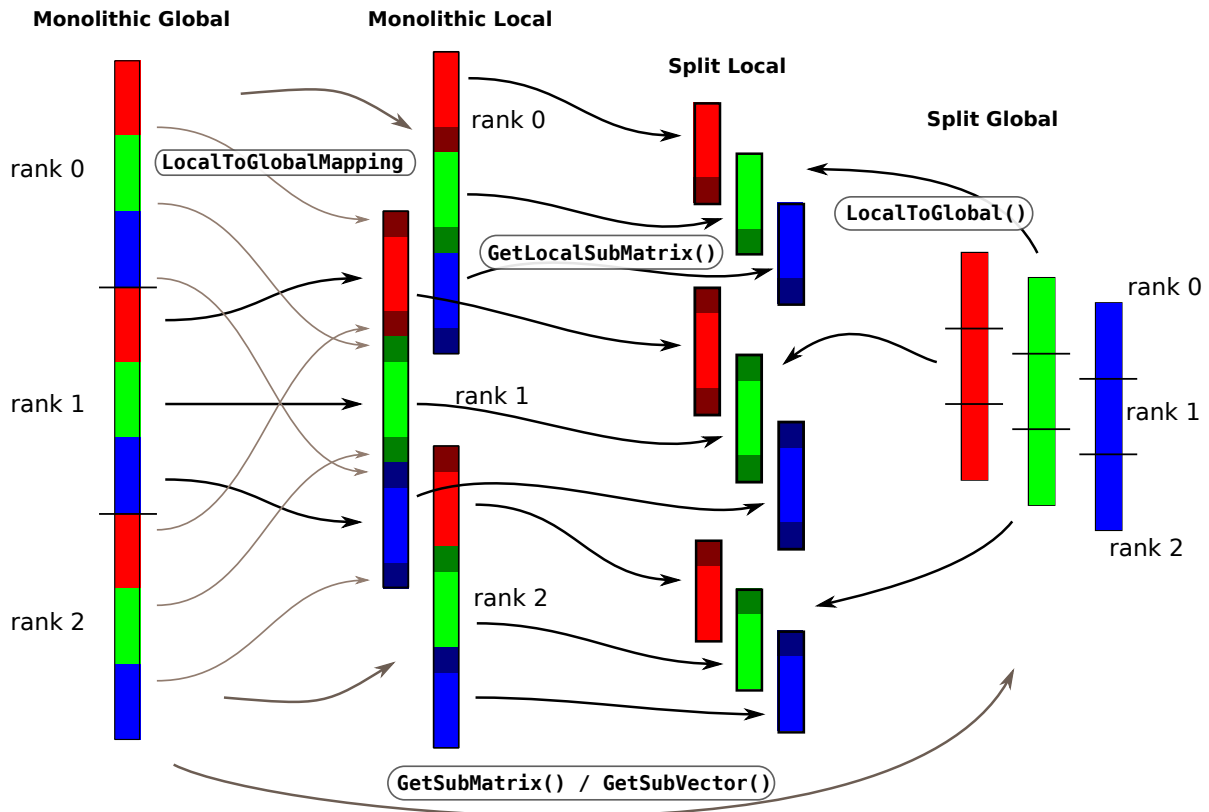 Monolithic Global
Monolithic Local
Split Local
Split Global
rank 0
LocalToGlobalMapping
rank 0
LocalToGlobal()
GetLocalSubMatrix()
rank 0
rank 1
rank 1
rank 1
rank 2
rank 2
rank 2
GetSubMatrix() / GetSubVector()